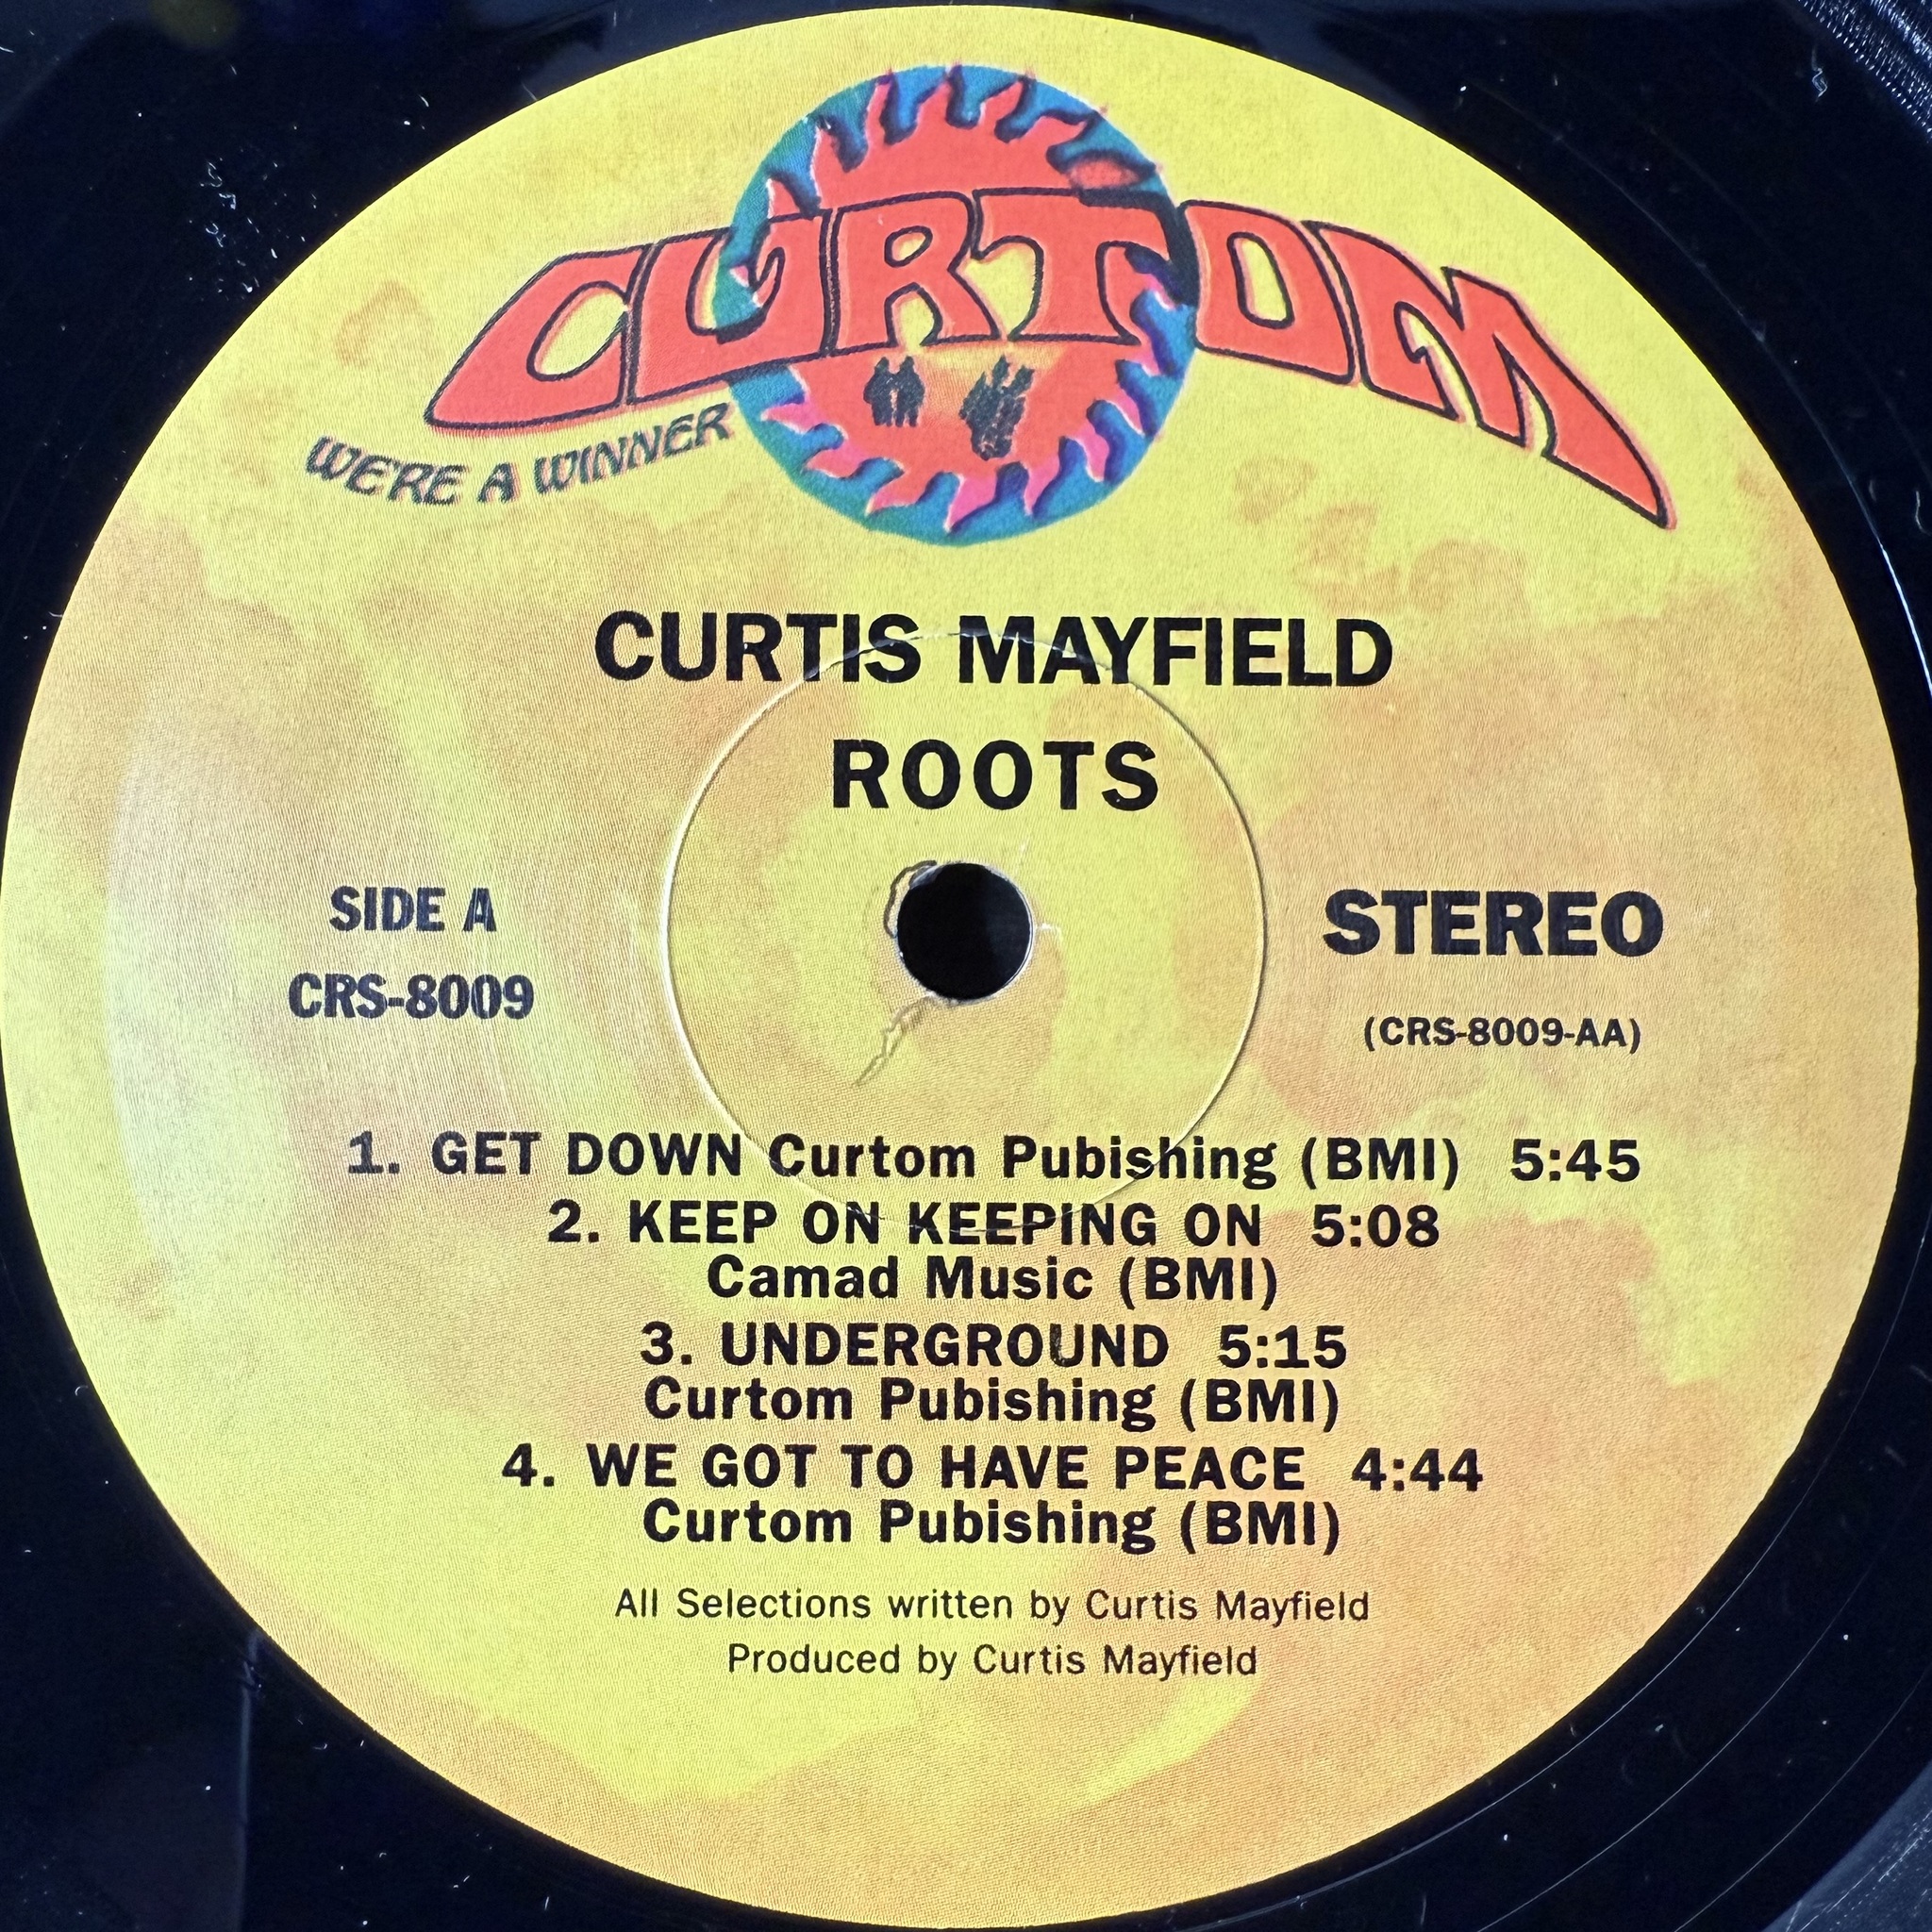 CURTOM
WERE A WINNER
CURTIS MAYFIELD
ROOTS
SIDE A
STEREO
CRS-8009
(CRS-8009-AA)
1. GET DOWN Curtom Pubishing (BMI) 5:45
2. KEEP ON KEEPING ON 5:08
Camad Music (BMI)
3. UNDERGROUND 5:15
Curtom Pubishing (BMI)
4. WE GOT TO HAVE PEACE 4:44
Curtom Pubishing (BMI)
All Selections written by Curtis Mayfield
Produced by Curtis Mayfield